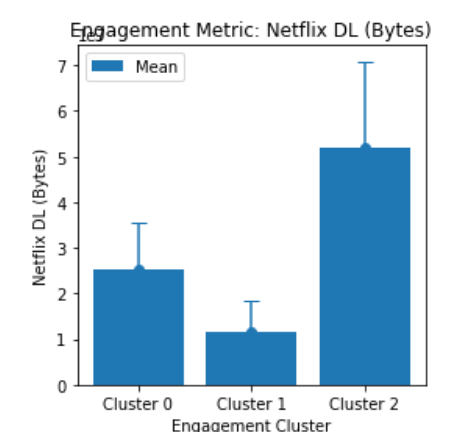 Engagement Metric: Netflix DL (Bytes)
Mean
7
6
5
4
3
2
1
0
Netflix DL (Bytes)
Cluster 0 Cluster 1 Cluster 2
Engagement Cluster